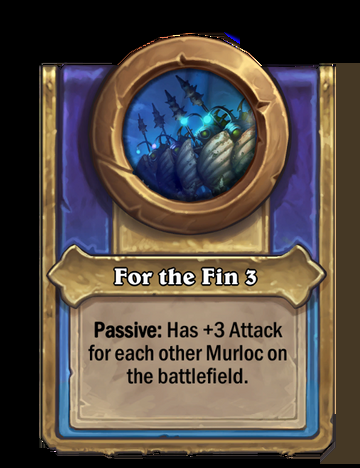 For the Fin 3
Passive: Has +3 Attack
for each other Murloc on
the battlefield.